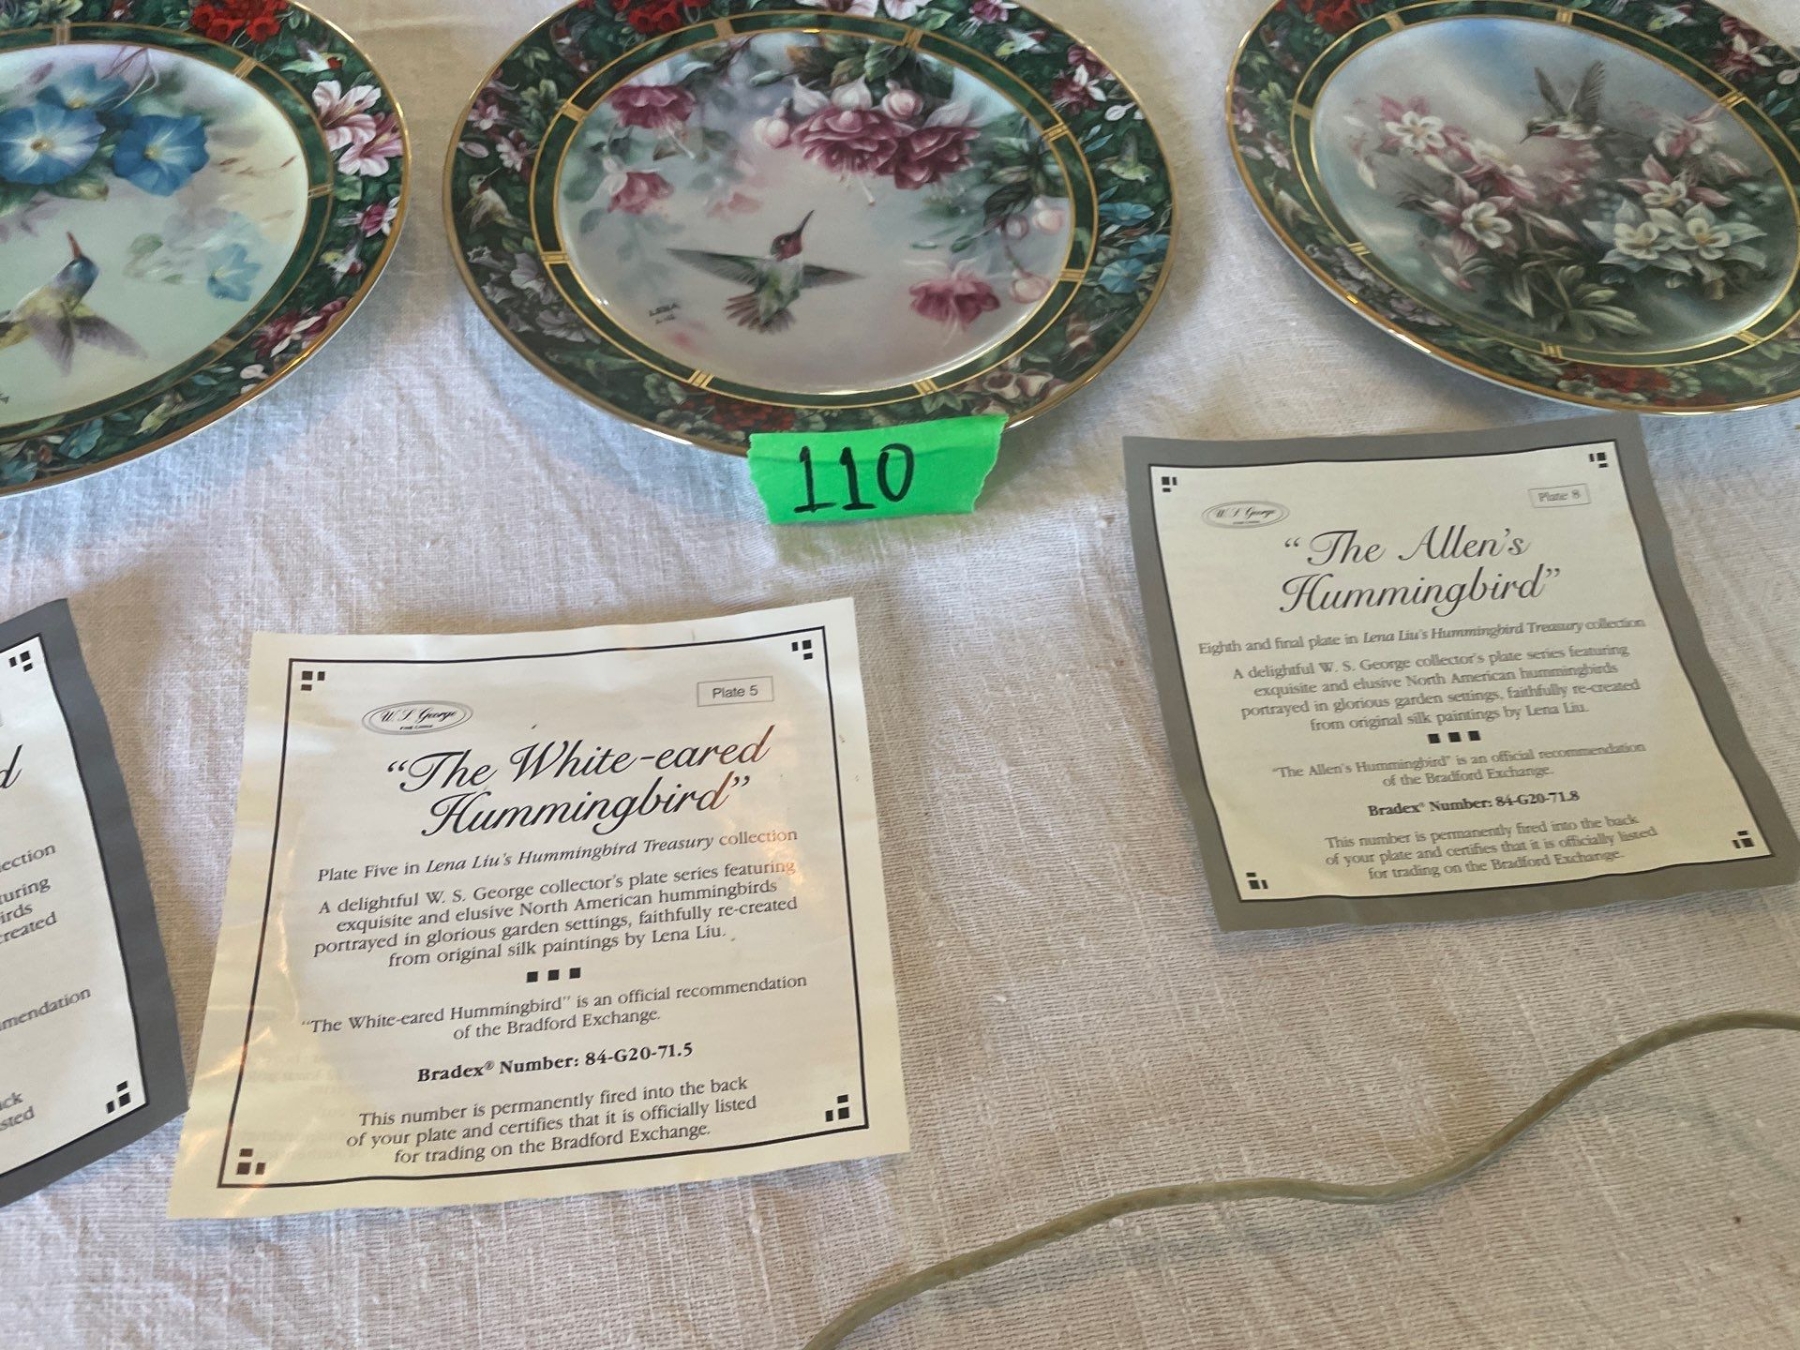 LENA
LIU
110
Plate 5
W. S. George
FINE CHINA
"The White-eared
Hummingbird"
Plate Five in Lena Liu's Hummingbird Treasury collection
A delightful W. S. George collector's plate series featuring
exquisite and elusive North American hummingbirds
portrayed in glorious garden settings, faithfully re-created
from original silk paintings by Lena Liu.
"The White-eared Hummingbird" is an official recommendation
of the Bradford Exchange.
Bradex® Number: 84-G20-71.5
This number is permanently fired into the back
of your plate and certifies that it is officially listed
for trading on the Bradford Exchange.
Plate 8
W. S. George
FINE CHINA
"The Allen's
Hummingbird"
Eighth and final plate in Lena Liu's Hummingbird Treasury collection
A delightful W. S. George collector's plate series featuring
exquisite and elusive North American hummingbirds
portrayed in glorious garden settings, faithfully re-created
from original silk paintings by Lena Liu.
"The Allen's Hummingbird" is an official recommendation
of the Bradford Exchange.
Bradex® Number: 84-G20-71.8
This number is permanently fired into the back
of your plate and certifies that it is officially listed
for trading on the Bradford Exchange.